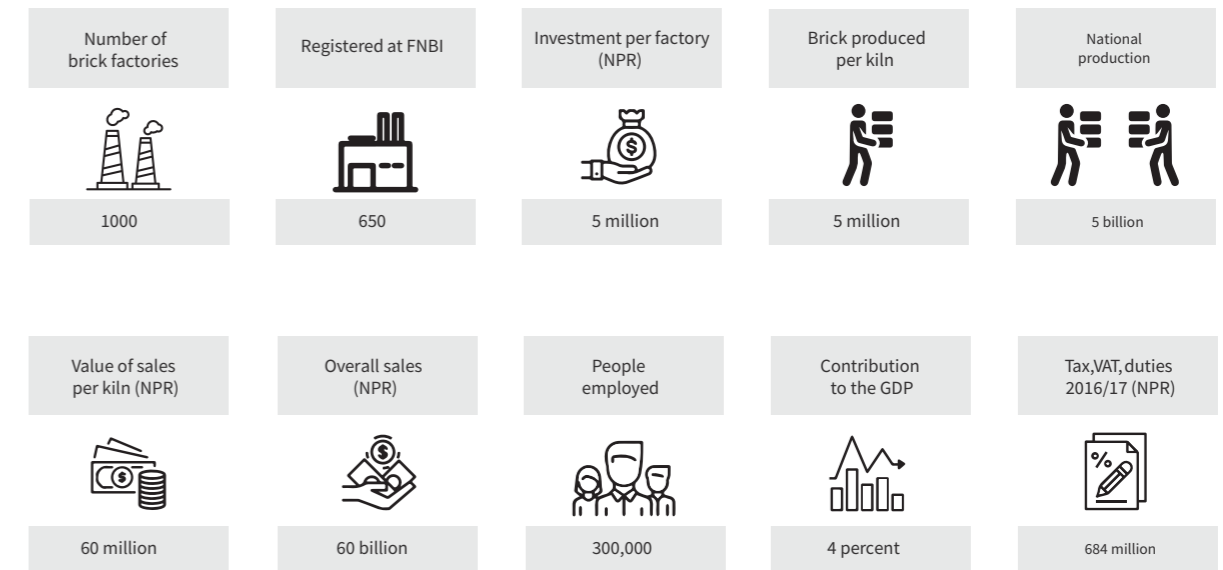 Number of
brick factories
Registered at FNBI
Investment per factory
(NPR)
Brick produced
per kiln
National
production
$
1000
650
5 million
5 million
5 billion
Value of sales
per kiln (NPR)
Overall sales
(NPR)
People
employed
Contribution
to the GDP
Tax,VAT,duties
2016/17 (NPR)
$
$
%
60 million
60 billion
300,000
4 percent
684 million